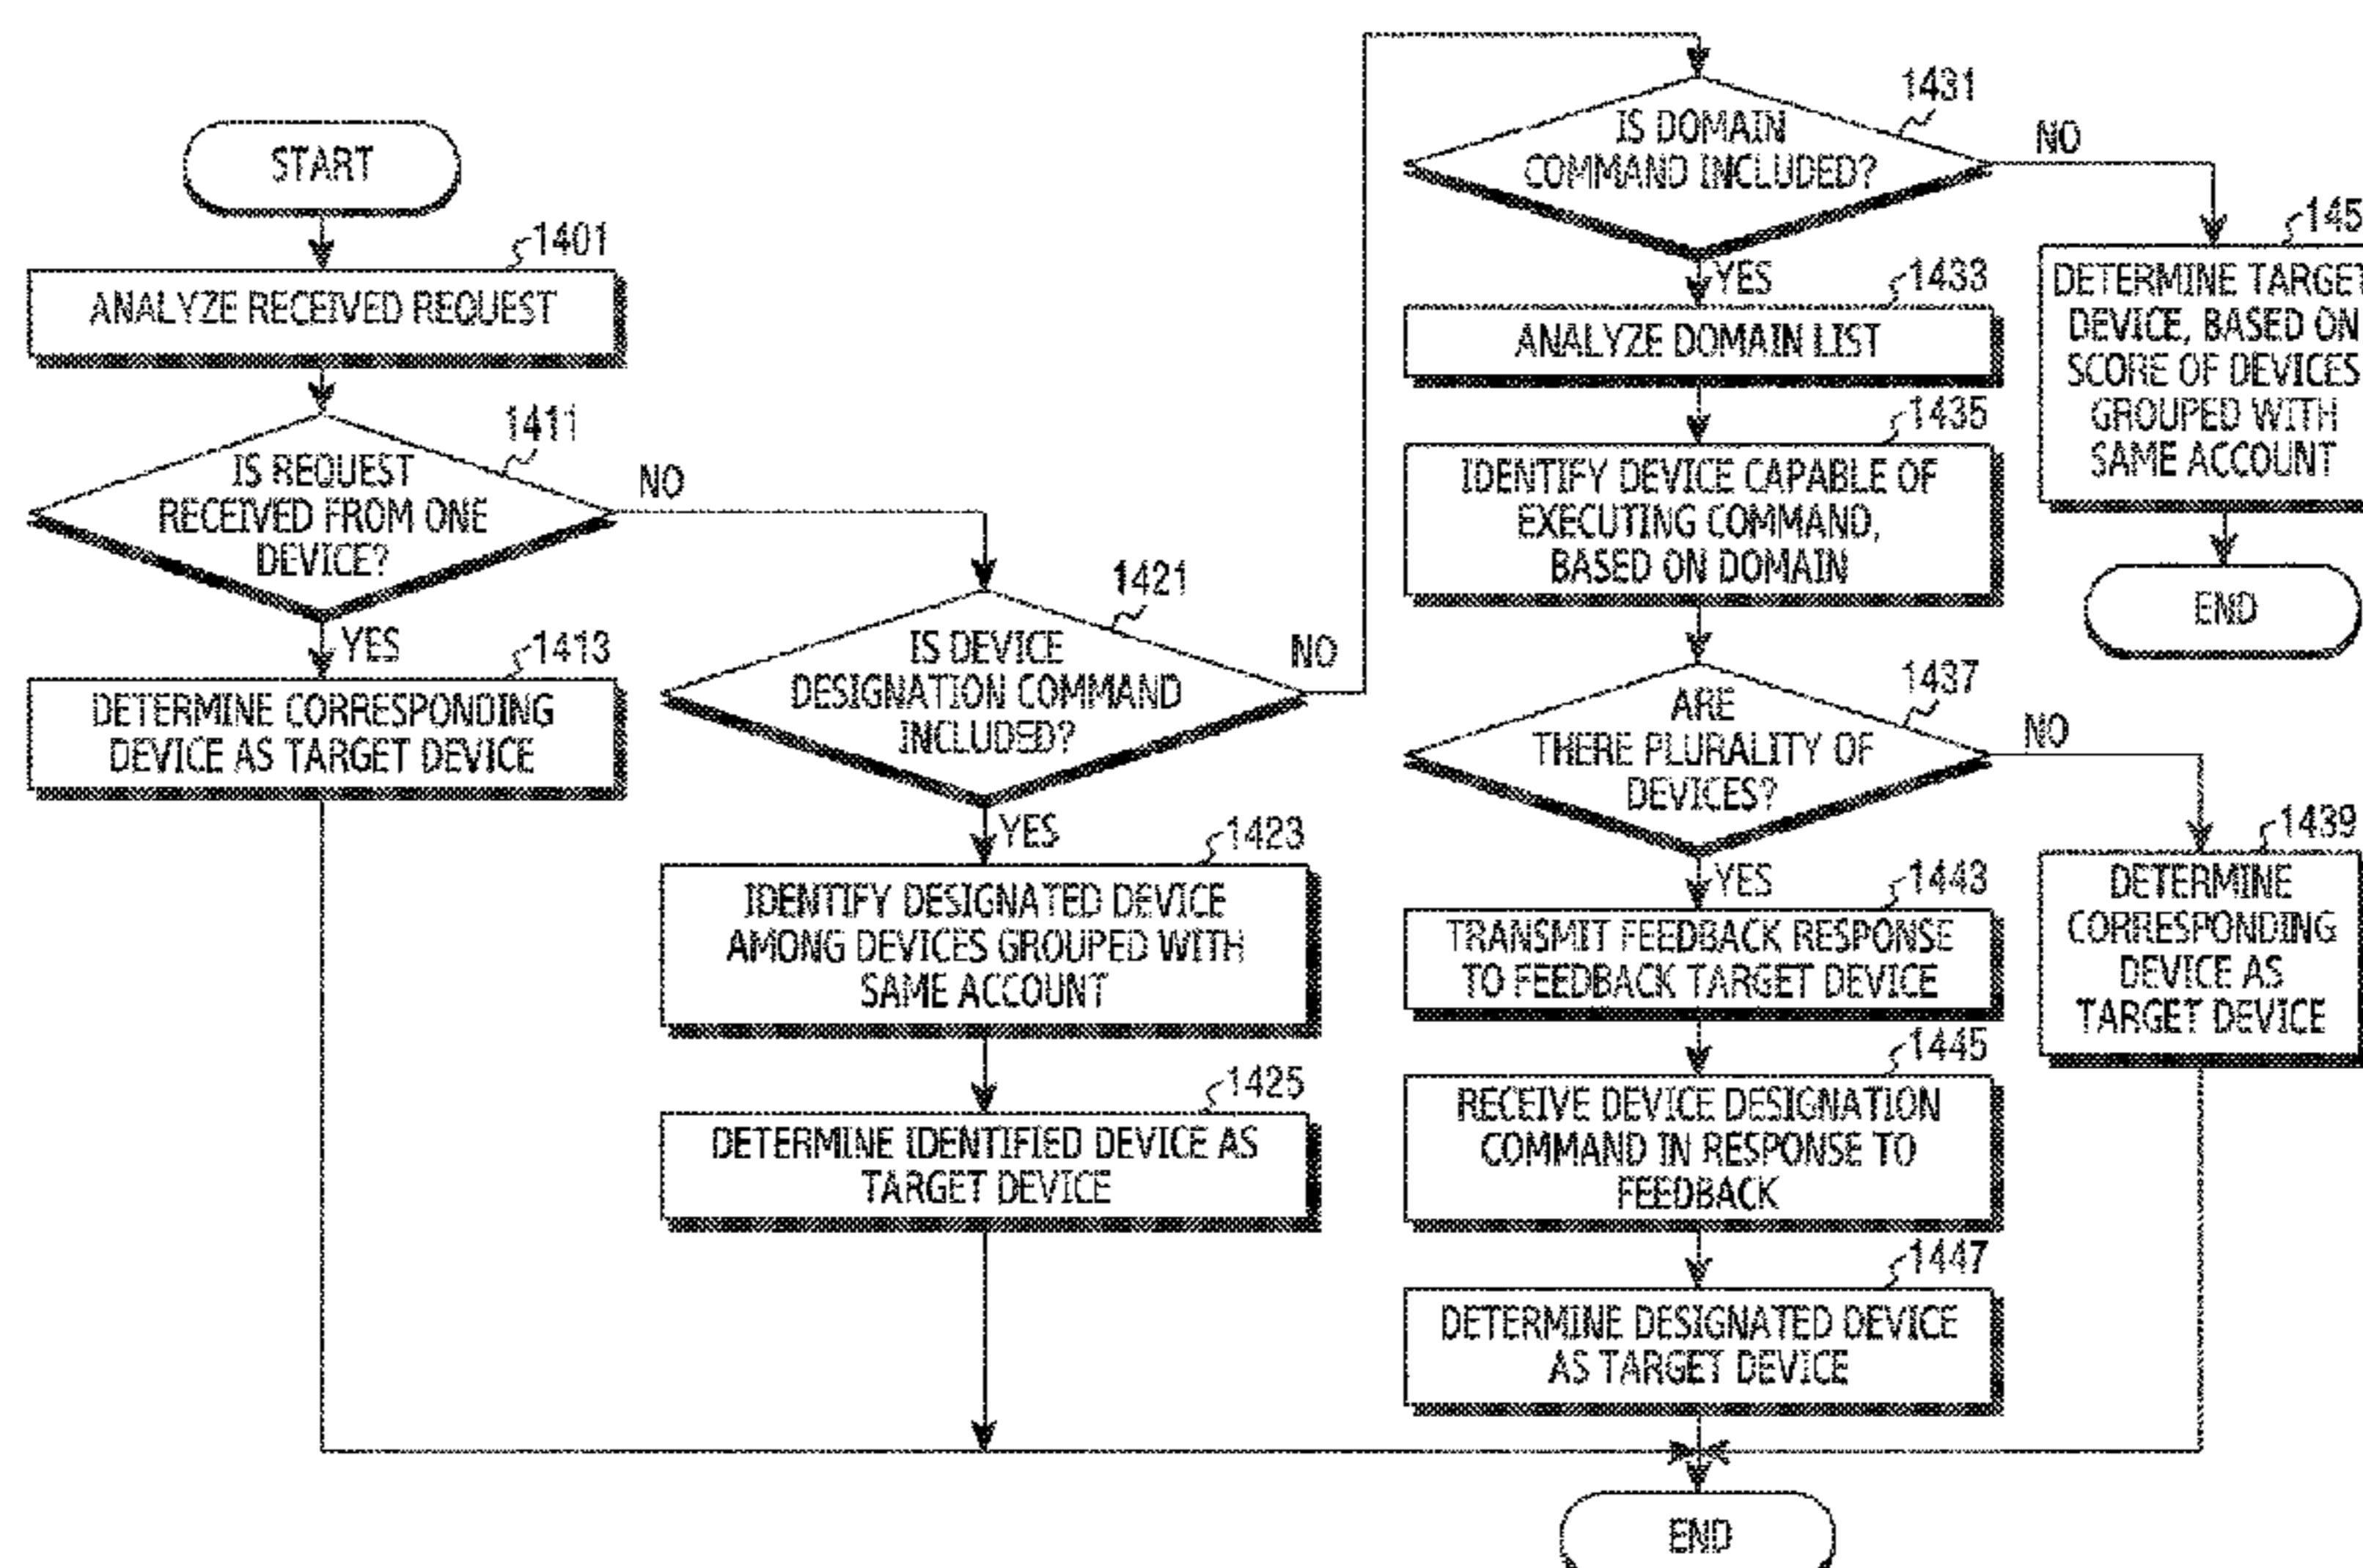 START
1401
ANALYZE RECEIVED REQUEST
1411
IS REQUEST
RECEIVED FROM ONE
DEVICE?
NO
YES
1413
DETERMINE CORRESPONDING
DEVICE AS TARGET DEVICE
1421
IS DEVICE
DESIGNATION COMMAND
INCLUDED?
NO
YES
1423
IDENTIFY DESIGNATED DEVICE
AMONG DEVICES GROUPED WITH
SAME ACCOUNT
1425
DETERMINE IDENTIFIED DEVICE AS
TARGET DEVICE
1431
IS DOMAIN
COMMAND INCLUDED?
NO
YES
1433
ANALYZE DOMAIN LIST
1435
IDENTIFY DEVICE CAPABLE OF
EXECUTING COMMAND,
BASED ON DOMAIN
1437
ARE
THERE PLURALITY OF
DEVICES?
NO
YES
1443
TRANSMIT FEEDBACK RESPONSE
TO FEEDBACK TARGET DEVICE
1445
RECEIVE DEVICE DESIGNATION
COMMAND IN RESPONSE TO
FEEDBACK
1447
DETERMINE DESIGNATED DEVICE
AS TARGET DEVICE
END
145
DETERMINE TARGET
DEVICE, BASED ON
SCORE OF DEVICES
GROUPED WITH
SAME ACCOUNT
END
1439
DETERMINE
CORRESPONDING
DEVICE AS
TARGET DEVICE